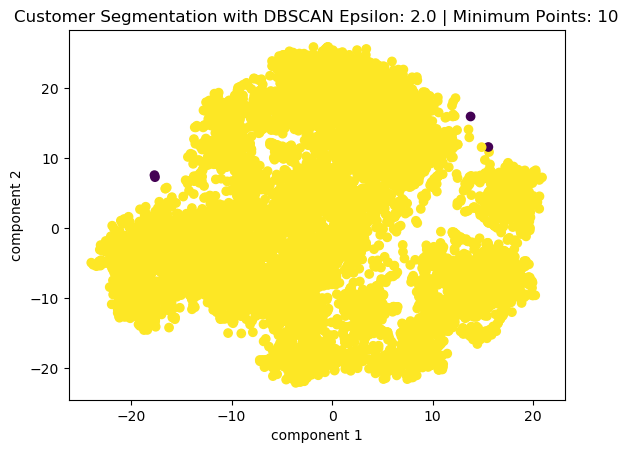 Customer Segmentation with DBSCAN Epsilon: 2.0 | Minimum Points: 10
20
10
0
−10
−20
component 2
−20 −10 0 10 20
component 1